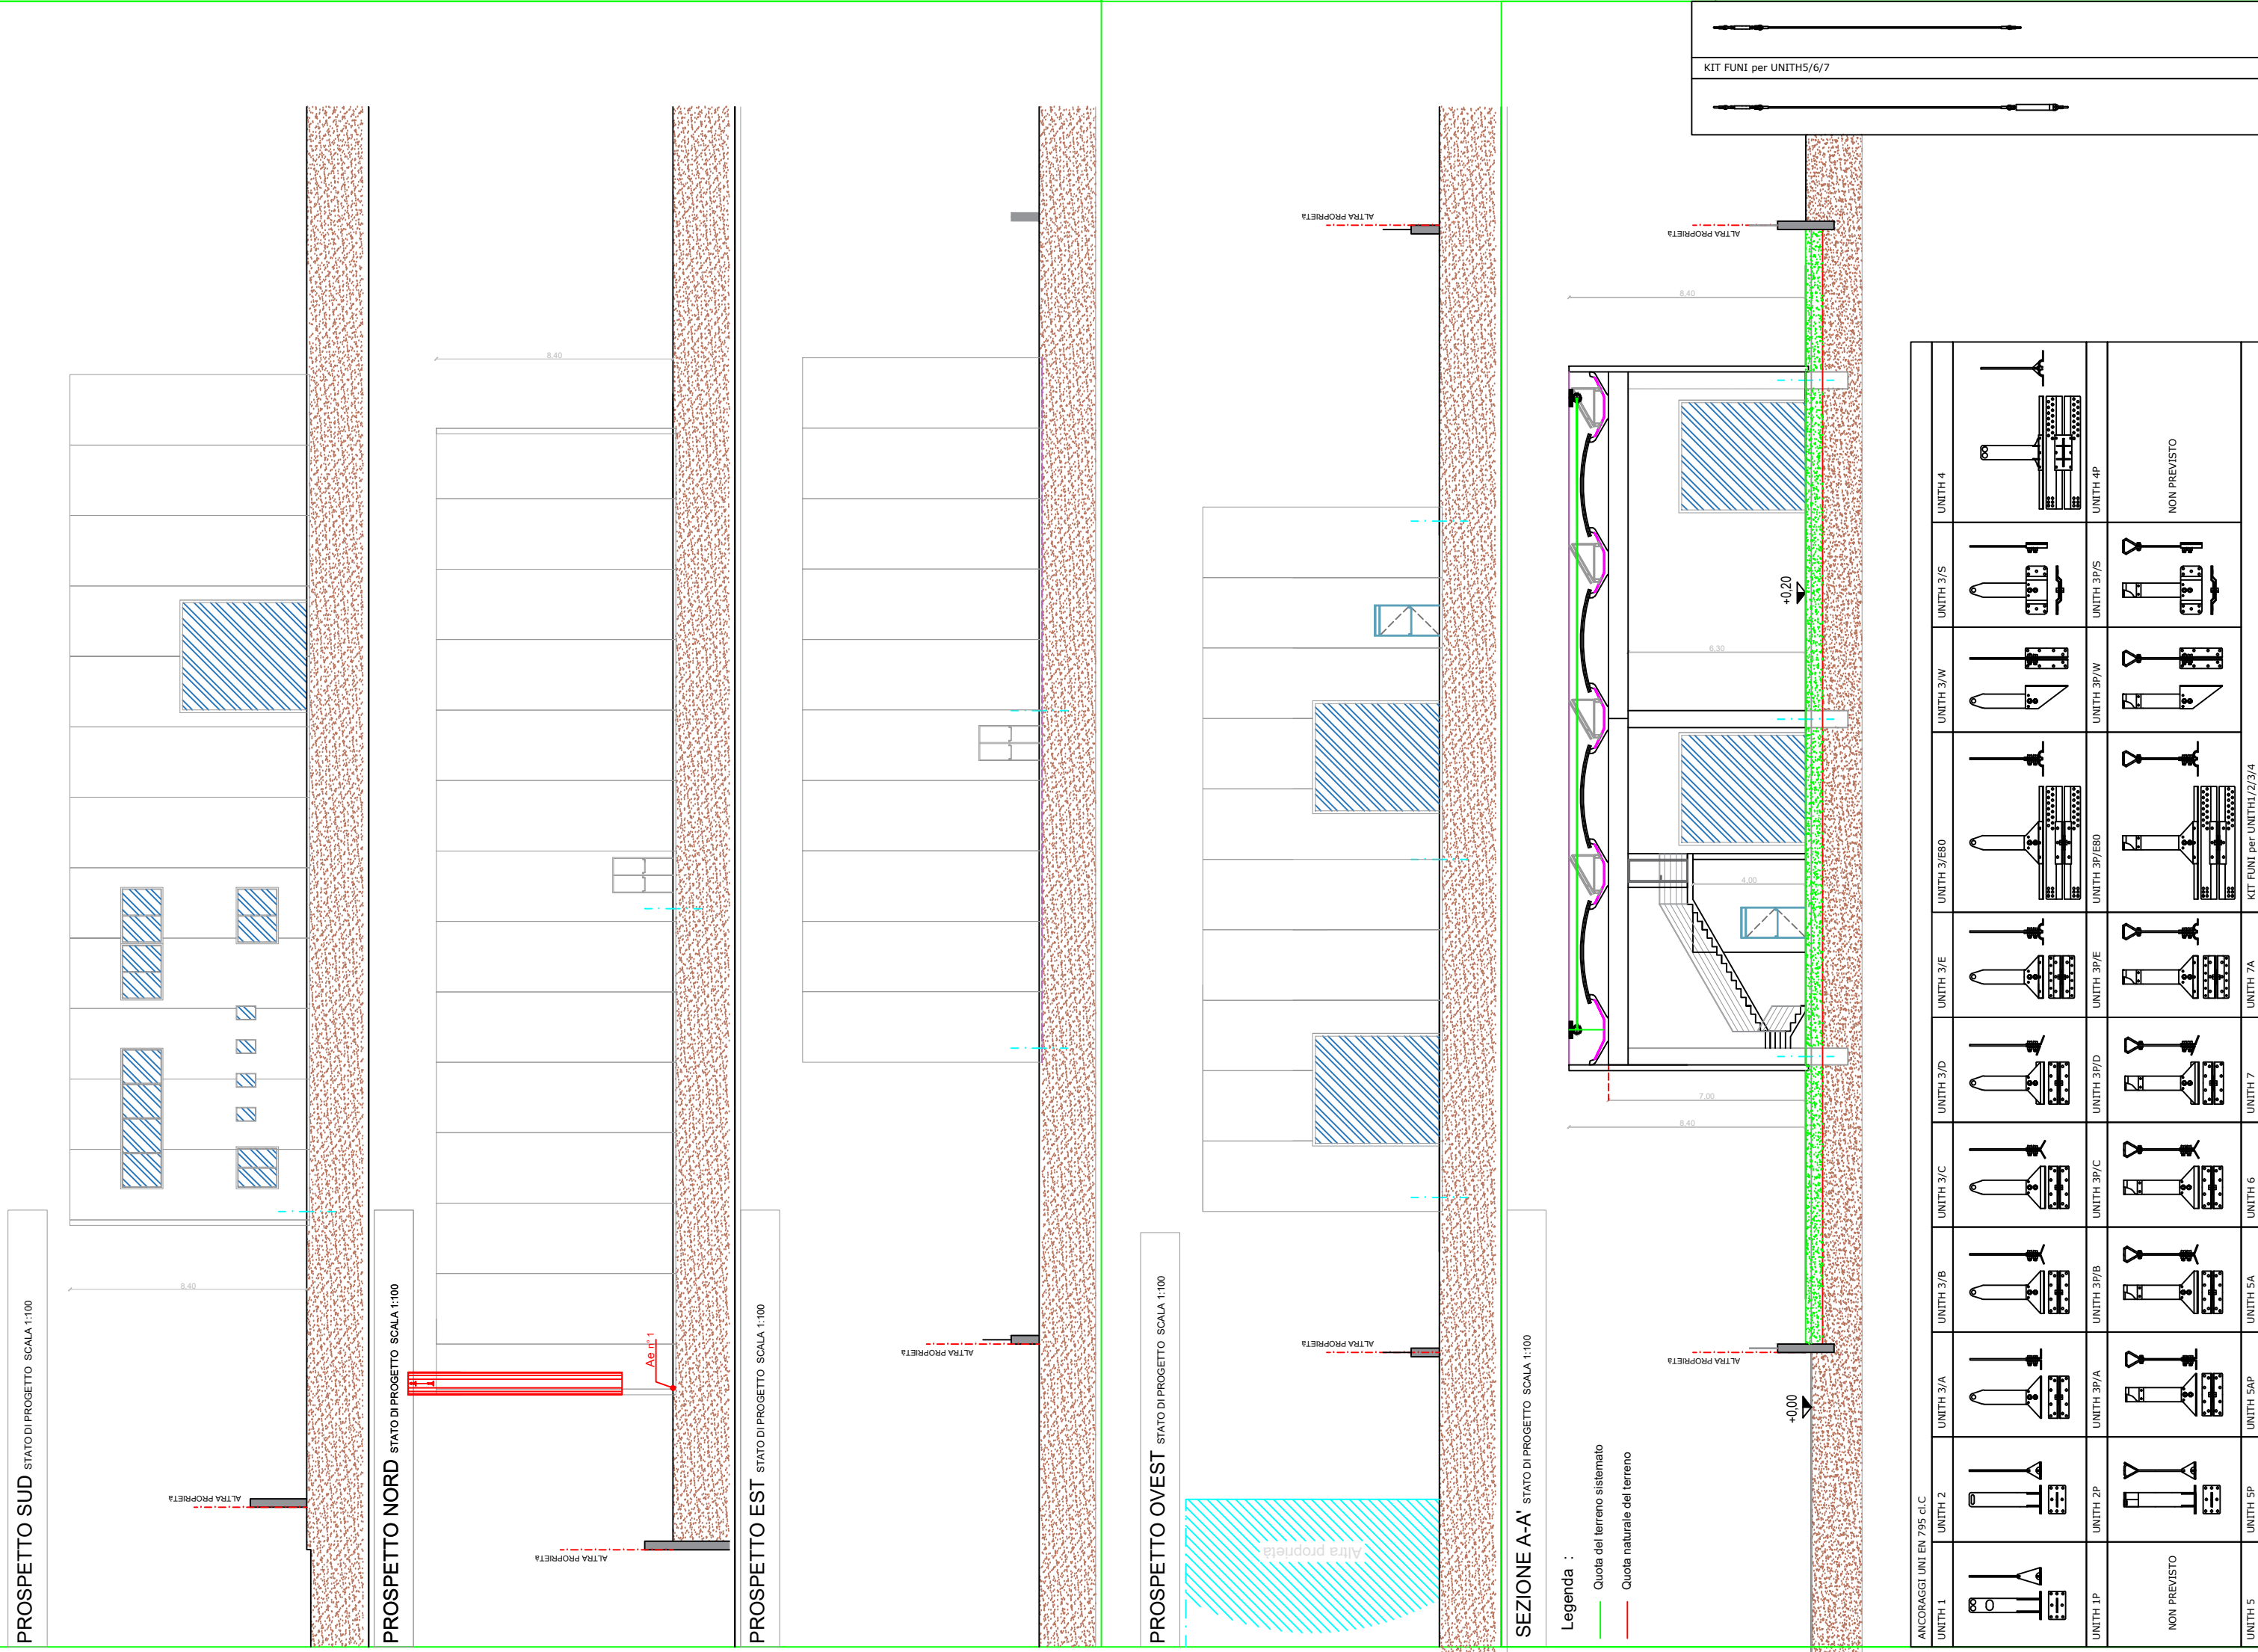 PROSPETTO SUD STATO DI PROGETTO SCALA 1:100
ALTRA PROPRIETà
8,40
PROSPETTO NORD STATO DI PROGETTO SCALA 1:100
ALTRA PROPRIETà
Ae n° 1
8,40
PROSPETTO EST STATO DI PROGETTO SCALA 1:100
ALTRA PROPRIETà
PROSPETTO OVEST STATO DI PROGETTO SCALA 1:100
Altra proprietà
ALTRA PROPRIETà
ALTRA PROPRIETà
SEZIONE A-A' STATO DI PROGETTO SCALA 1:100
Legenda :
Quota del terreno sistemato
Quota naturale del terreno
+0,00
ALTRA PROPRIETà
8,40
7,00
4,00
6,30
+0,20
8,40
ALTRA PROPRIETà
ANCORAGGI UNI EN 795 cl.C
UNITH 1
UNITH 2
UNITH 3/A
UNITH 3/B
UNITH 3/C
UNITH 3/D
UNITH 3/E
UNITH 3/E80
UNITH 3/W
UNITH 3/S
UNITH 4
UNITH 1P
UNITH 2P
UNITH 3P/A
UNITH 3P/B
UNITH 3P/C
UNITH 3P/D
UNITH 3P/E
UNITH 3P/E80
UNITH 3P/W
UNITH 3P/S
UNITH 4P
NON PREVISTO
NON PREVISTO
UNITH 5
UNITH 5P
UNITH 5AP
UNITH 5A
UNITH 6
UNITH 7
UNITH 7A
KIT FUNI per UNITH1/2/3/4
KIT FUNI per UNITH5/6/7